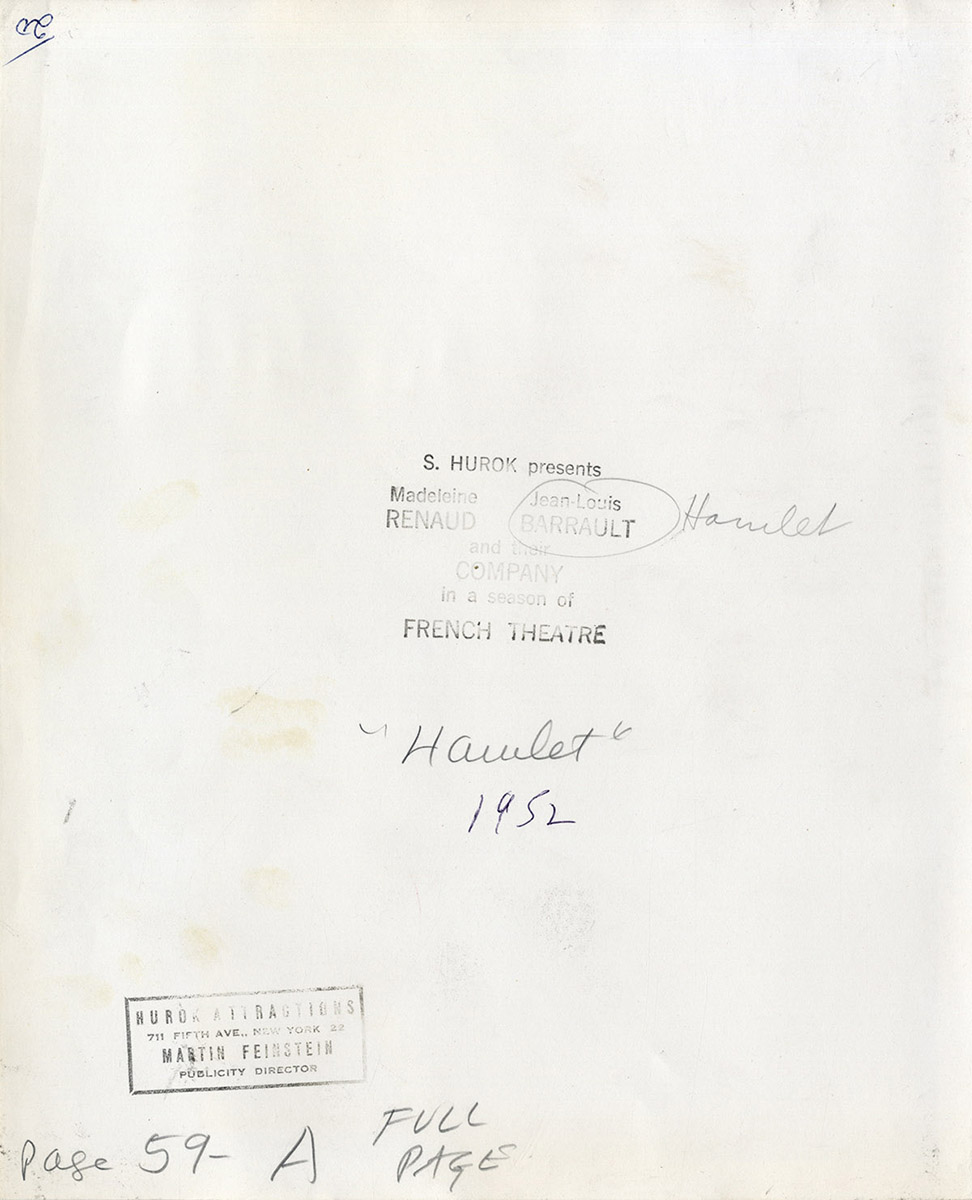 S. HUROK presents
Madeleine Jean-Louis
RENAUD BARRAULT Hamlet
and their
COMPANY
in a season of
FRENCH THEATRE
"Hamlet"
1952
HUROK ATTRACTIONS
711 FIFTH AVE., NEW YORK 22
MARTIN FEINSTEIN
PUBLICITY DIRECTOR
Page 59- A FULL
PAGE